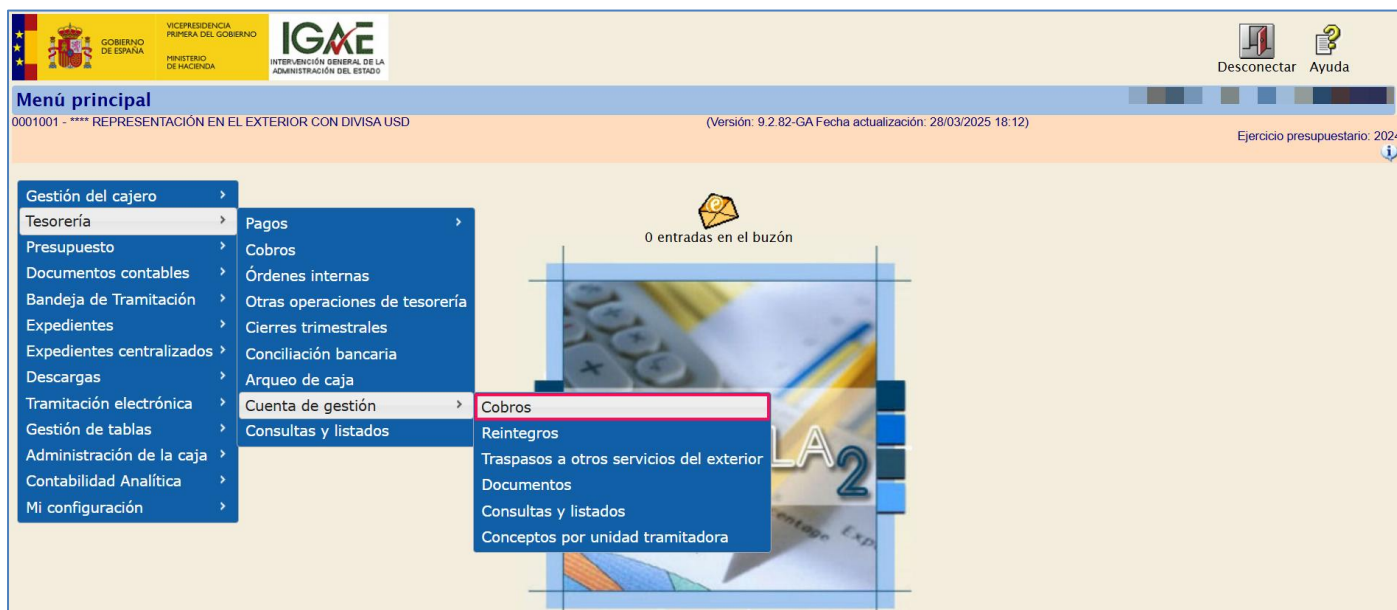 GOBIERNO
DE ESPAÑA
VICEPRESIDENCIA
PRIMERA DEL GOBIERNO
MINISTERIO
DE HACIENDA
IGAE
INTERVENCIÓN GENERAL DE LA
ADMINISTRACIÓN DEL ESTADO
Desconectar Ayuda
Menú principal
0001001 - **** REPRESENTACIÓN EN EL EXTERIOR CON DIVISA USD (Versión: 9.2.82-GA Fecha actualización: 28/03/2025 18:12)
Ejercicio presupuestario: 2024
0 entradas en el buzón
Gestión del cajero
Tesorería
Presupuesto
Documentos contables
Bandeja de Tramitación
Expedientes
Expedientes centralizados
Descargas
Tramitación electrónica
Gestión de tablas
Administración de la caja
Contabilidad Analítica
Mi configuración
Pagos
Cobros
Órdenes internas
Otras operaciones de tesorería
Cierres trimestrales
Conciliación bancaria
Arqueo de caja
Cuenta de gestión
Consultas y listados
Cobros
Reintegros
Traspasos a otros servicios del exterior
Documentos
Consultas y listados
Conceptos por unidad tramitadora
LA2